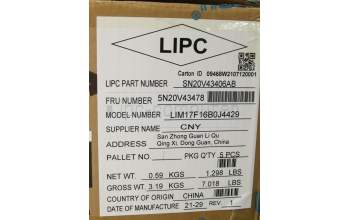 LIPC
Carton ID 09468W2107120001
LIPC PART NUMBER SN20V43406AB
FRU NUMBER 5N20V43478
MODEL NUMBER LIM17F16B0J4429
SUPPLIER NAME CNY
ADDRESS San Zhong Guan Li Qu
Qing Xi, Dong Guan, China
PALLET NO. PKG Q'TY 5 PCS
NET WT. 0.59 KGS 1.298 LBS
GROSS WT. 3.19 KGS 7.018 LBS
COUNTRY OF ORIGIN CHINA
DATE OF MANUFACTURE 21-29 REV. 1